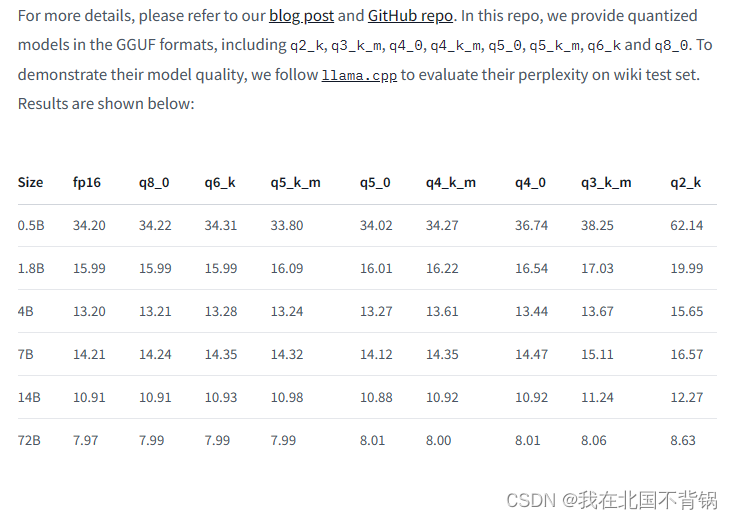 For more details, please refer to our blog post and GitHub repo. In this repo, we provide quantized
models in the GGUF formats, including q2_k, q3_k_m, q4_0, q4_k_m, q5_0, q5_k_m, q6_k and q8_0. To
demonstrate their model quality, we follow llama.cpp to evaluate their perplexity on wiki test set.
Results are shown below:
Size fp16 q8_0 q6_k q5_k_m q5_0 q4_k_m q4_0 q3_k_m q2_k
0.5B 34.20 34.22 34.31 33.80 34.02 34.27 36.74 38.25 62.14
1.8B 15.99 15.99 15.99 16.09 16.01 16.22 16.54 17.03 19.99
4B 13.20 13.21 13.28 13.24 13.27 13.61 13.44 13.67 15.65
7B 14.21 14.24 14.35 14.32 14.12 14.35 14.47 15.11 16.57
14B 10.91 10.91 10.93 10.98 10.88 10.92 10.92 11.24 12.27
72B 7.97 7.99 7.99 7.99 8.01 8.00 8.01 8.06 8.63
CSDN @我在北国不背锅